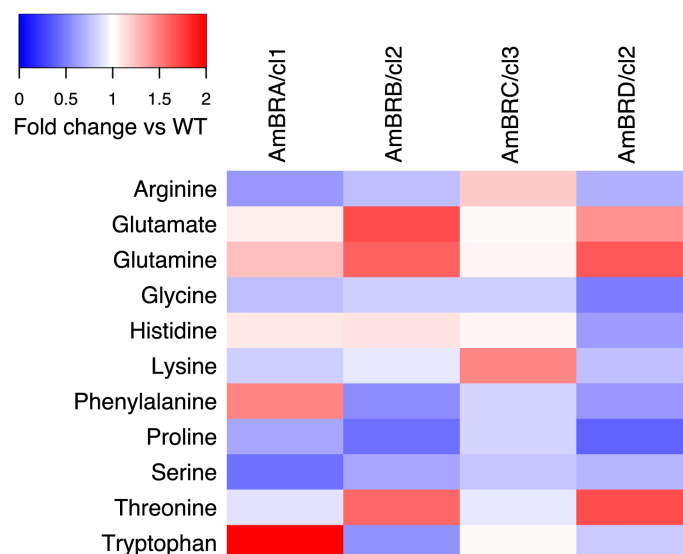 0 0.5 1 1.5 2
Fold change vs WT
AmBRA/cl1
AmBRB/cl2
AmBRC/cl3
AmBRD/cl2
Arginine
Glutamate
Glutamine
Glycine
Histidine
Lysine
Phenylalanine
Proline
Serine
Threonine
Tryptophan